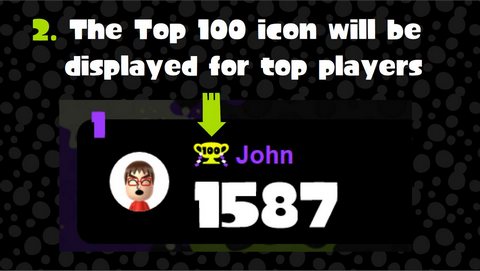 2. The Top 100 icon will be
displayed for top players
1
100 John
1587